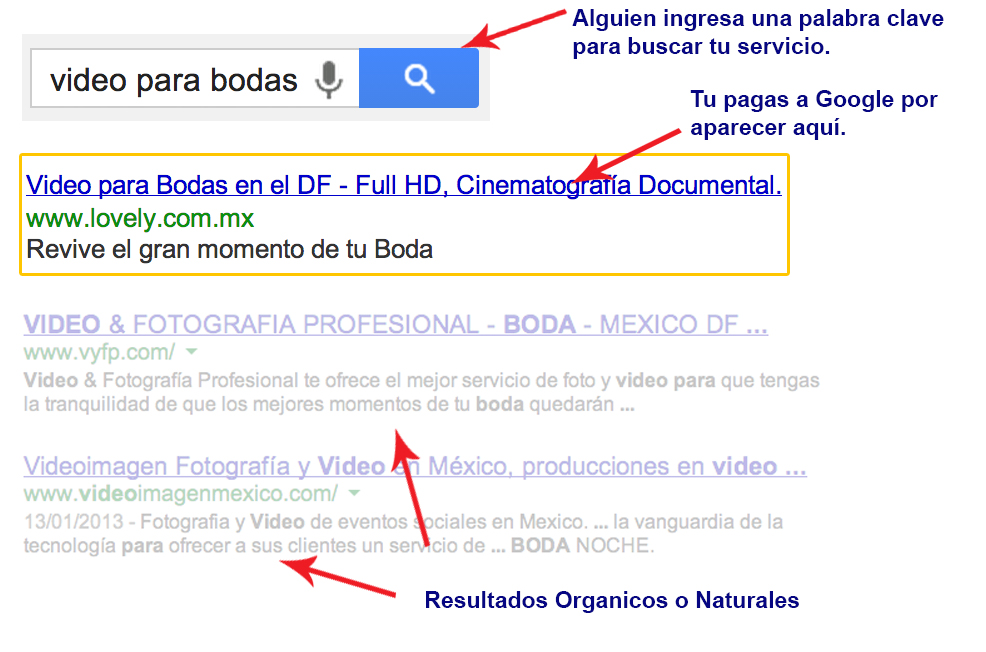 Alguien ingresa una palabra clave
para buscar tu servicio.
video para bodas
Tu pagas a Google por
aparecer aquí.
Video para Bodas en el DF - Full HD, Cinematografía Documental.
www.lovely.com.mx
Revive el gran momento de tu Boda
VIDEO & FOTOGRAFIA PROFESIONAL - BODA - MEXICO DF ...
www.vyfp.com/
Video & Fotografía Profesional te ofrece el mejor servicio de foto y video para que tengas
la tranquilidad de que los mejores momentos de tu boda quedarán ...
Videoimagen Fotografía y Video en México, producciones en video ...
www.videoimagenmexico.com/
13/01/2013 - Fotografia y Video de eventos sociales en Mexico. ... la vanguardia de la
tecnología para ofrecer a sus clientes un servicio de ... BODA NOCHE.
Resultados Organicos o Naturales